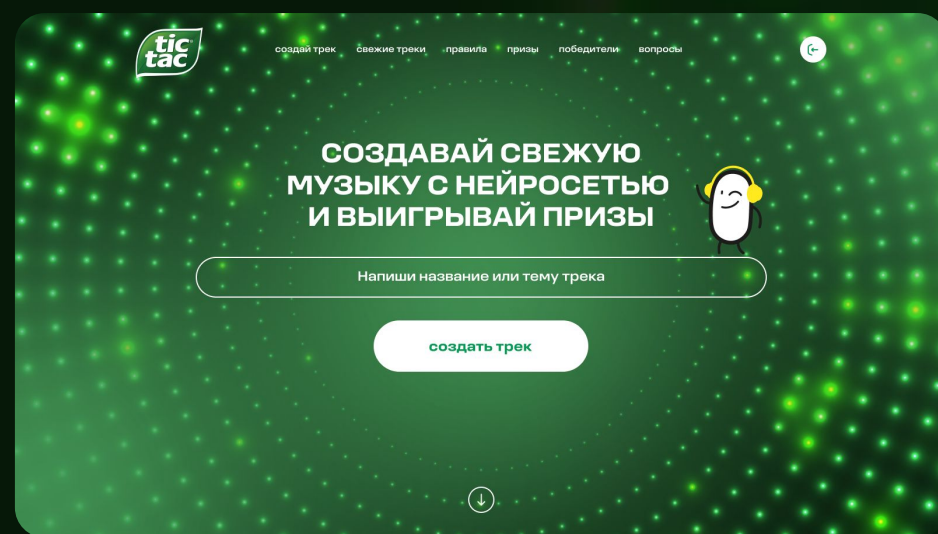 tic
tac
создай трек свежие треки правила призы победители вопросы
СОЗДАВАЙ СВЕЖУЮ
МУЗЫКУ С НЕЙРОСЕТЬЮ
И ВЫИГРЫВАЙ ПРИЗЫ
Напиши название или тему трека
создать трек